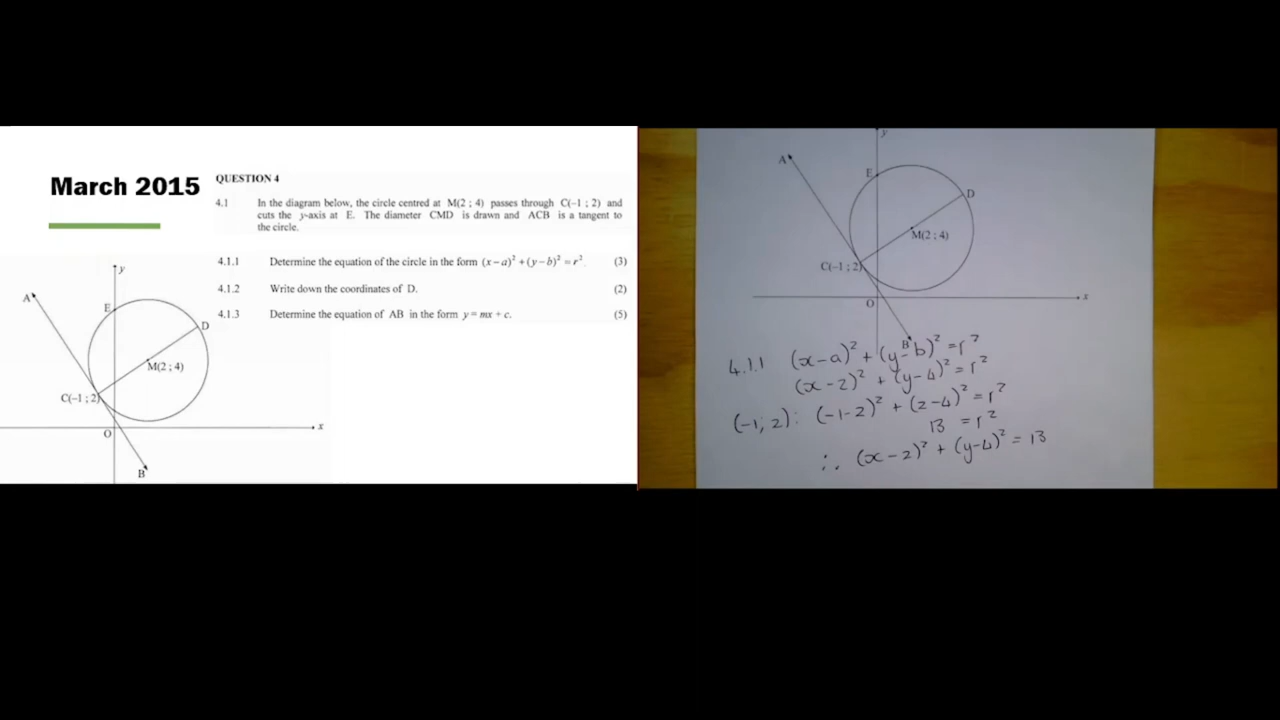 March 2015
QUESTION 4
4.1 In the diagram below, the circle centred at M(2 ; 4) passes through C(−1 ; 2) and
cuts the y-axis at E. The diameter CMD is drawn and ACB is a tangent to
the circle.
4.1.1 Determine the equation of the circle in the form (x − a)² + (y − b)² = r². (3)
4.1.2 Write down the coordinates of D. (2)
4.1.3 Determine the equation of AB in the form y = mx + c. (5)
y
A
E
D
M(2 ; 4)
C(−1 ; 2)
O
x
B
y
A
E
D
M(2 ; 4)
C(−1 ; 2)
O
x
B
4.1.1 (x−a)² + (y−b)² = r²
(x−2)² + (y−4)² = r²
(−1; 2): (−1−2)² + (2−4)² = r²
13 = r²
∴ (x−2)² + (y−4)² = 13